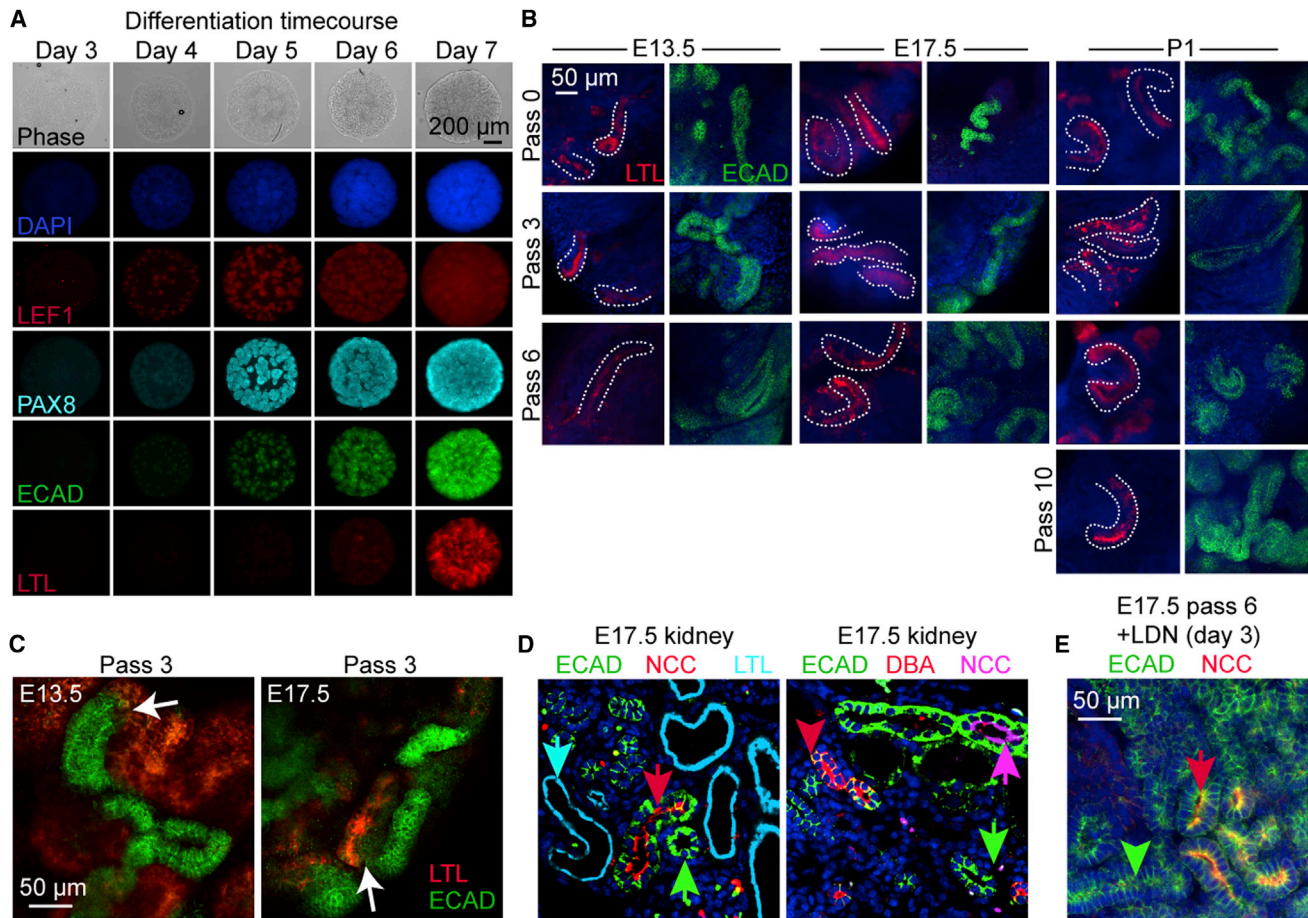 A
Differentiation timecourse
Day 3 Day 4 Day 5 Day 6 Day 7
Phase
200 µm
DAPI
LEF1
PAX8
ECAD
LTL
B
E13.5 E17.5 P1
50 µm
Pass 0
LTL
ECAD
Pass 3
Pass 6
Pass 10
C
Pass 3 Pass 3
E13.5
E17.5
50 µm
LTL
ECAD
D
E17.5 kidney E17.5 kidney
ECAD NCC LTL ECAD DBA NCC
E
E17.5 pass 6
+LDN (day 3)
ECAD NCC
50 µm